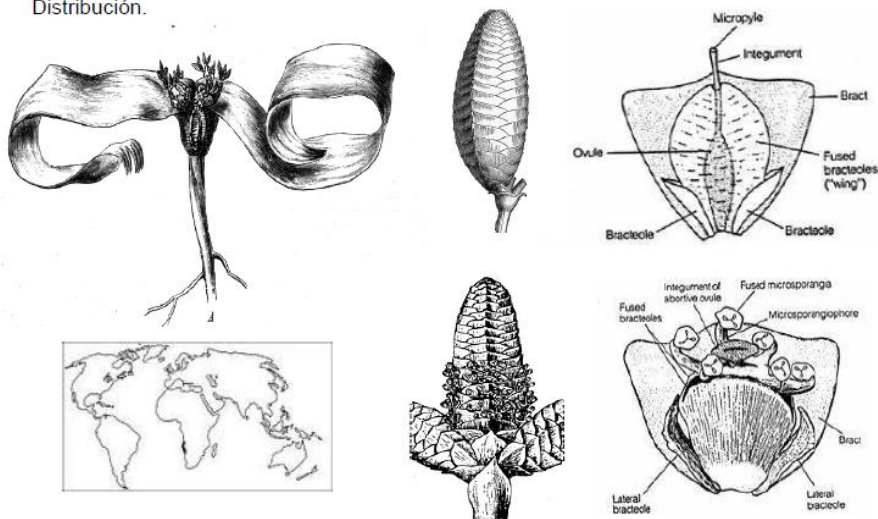 Distribución.
Micropyle
Integument
Bract
Ovule
Fused
bracteoles
("wing")
Bracteole
Bracteole
Integument of
abortive ovule
Fused microsporangia
Fused
bracteoles
Microsporangiophore
Bract
Lateral
bracteole
Lateral
bracteole